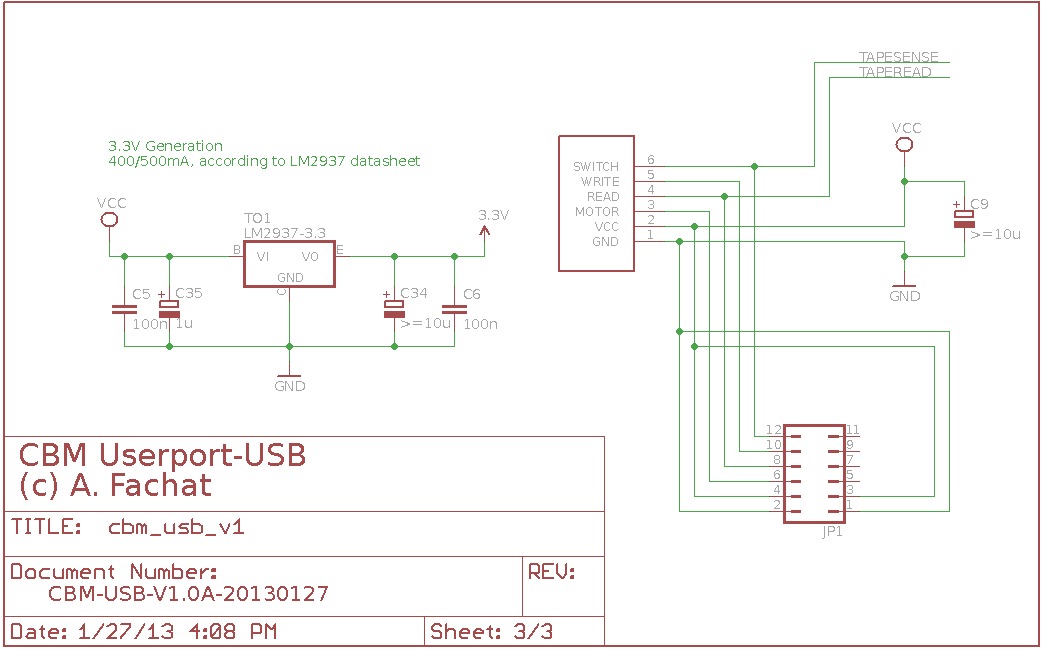 TAPESENSE
TAPEREAD
3.3V Generation
400/500mA, according to LM2937 datasheet
VCC
TO1
LM2937-3.3
B
VI
VO
E
GND
C
3.3V
C5
100n
C35
+
1u
C34
+
>=10u
C6
100n
GND
SWITCH 6
WRITE 5
READ 4
MOTOR 3
VCC 2
GND 1
VCC
C9
+
>=10u
GND
12 11
10 9
8 7
6 5
4 3
2 1
JP1
CBM Userport-USB
(c) A. Fachat
TITLE: cbm_usb_v1
Document Number:
CBM-USB-V1.0A-20130127
REV:
Date: 1/27/13 4:08 PM
Sheet: 3/3